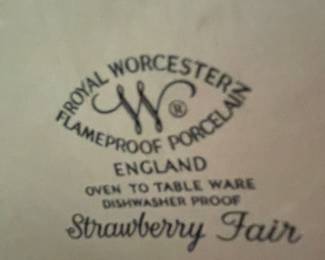 ROYAL WORCESTER
W ®
FLAMEPROOF PORCELAIN
ENGLAND
OVEN TO TABLE WARE
DISHWASHER PROOF
Strawberry Fair